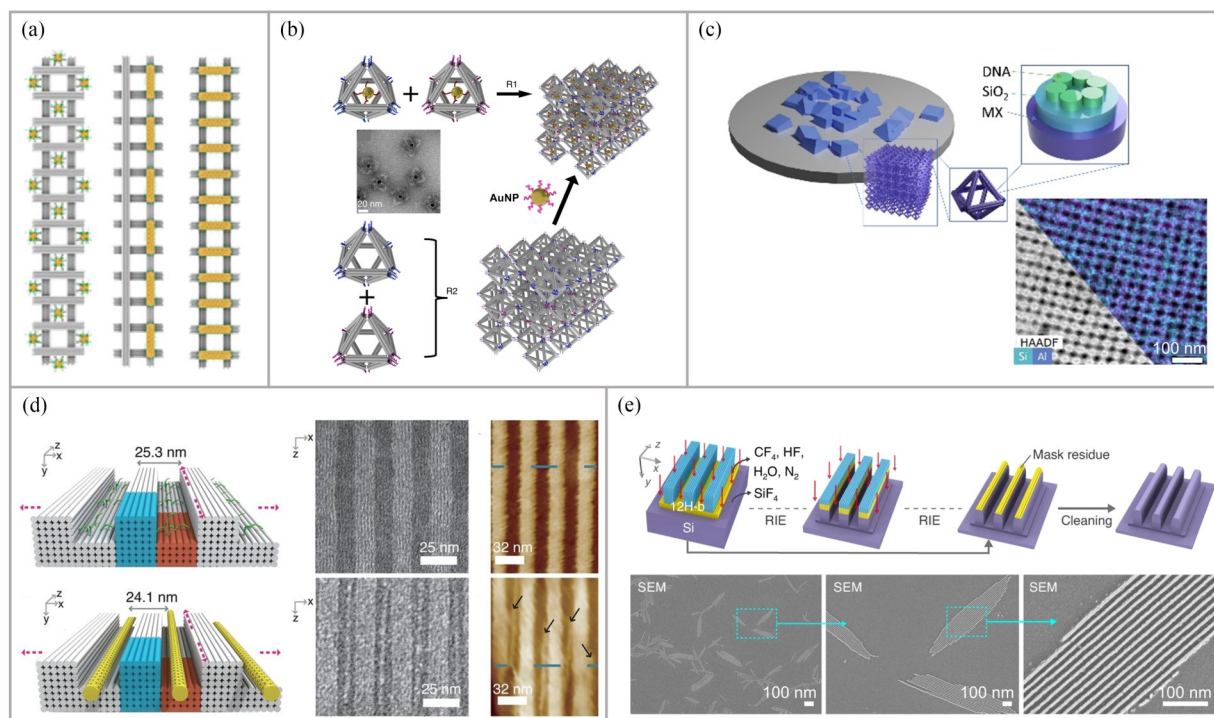 (a)
(b)
R1
20 nm
AuNP
R2
(c)
DNA
SiO₂
MX
HAADF
Si Al
100 nm
(d)
z
x
y
25.3 nm
x
z
25 nm
32 nm
z
x
y
24.1 nm
x
z
25 nm
32 nm
(e)
z
x
y
12H-b
Si
CF₄, HF,
H₂O, N₂
SiF₄
RIE
RIE
Mask residue
Cleaning
SEM
100 nm
SEM
100 nm
SEM
100 nm